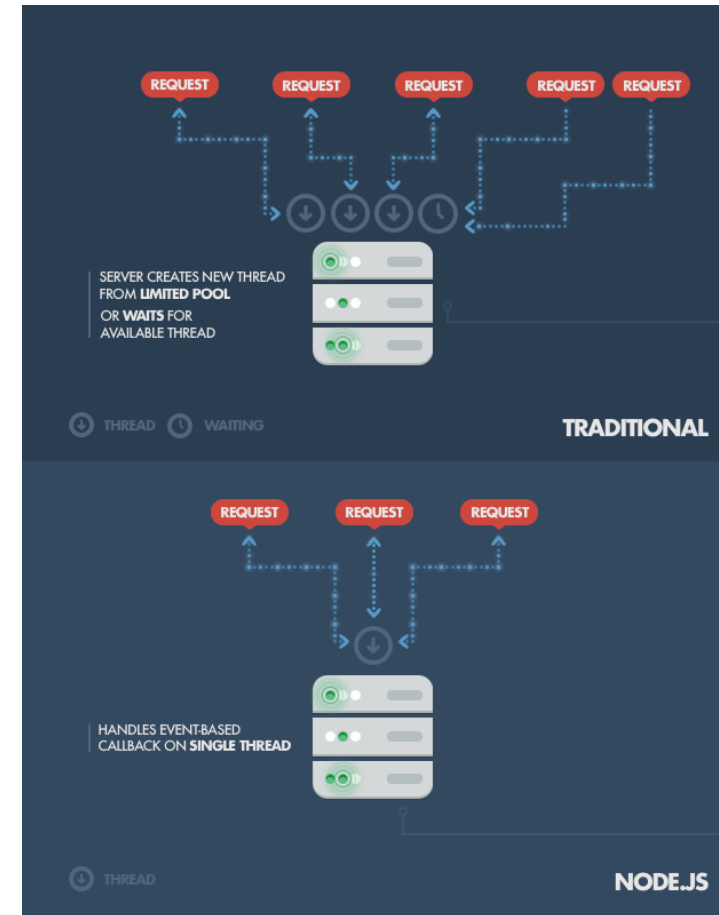 REQUEST
REQUEST
REQUEST
REQUEST
REQUEST
SERVER CREATES NEW THREAD
FROM LIMITED POOL
OR WAITS FOR
AVAILABLE THREAD
THREAD
WAITING
TRADITIONAL
REQUEST
REQUEST
REQUEST
HANDLES EVENT-BASED
CALLBACK ON SINGLE THREAD
THREAD
NODE.JS